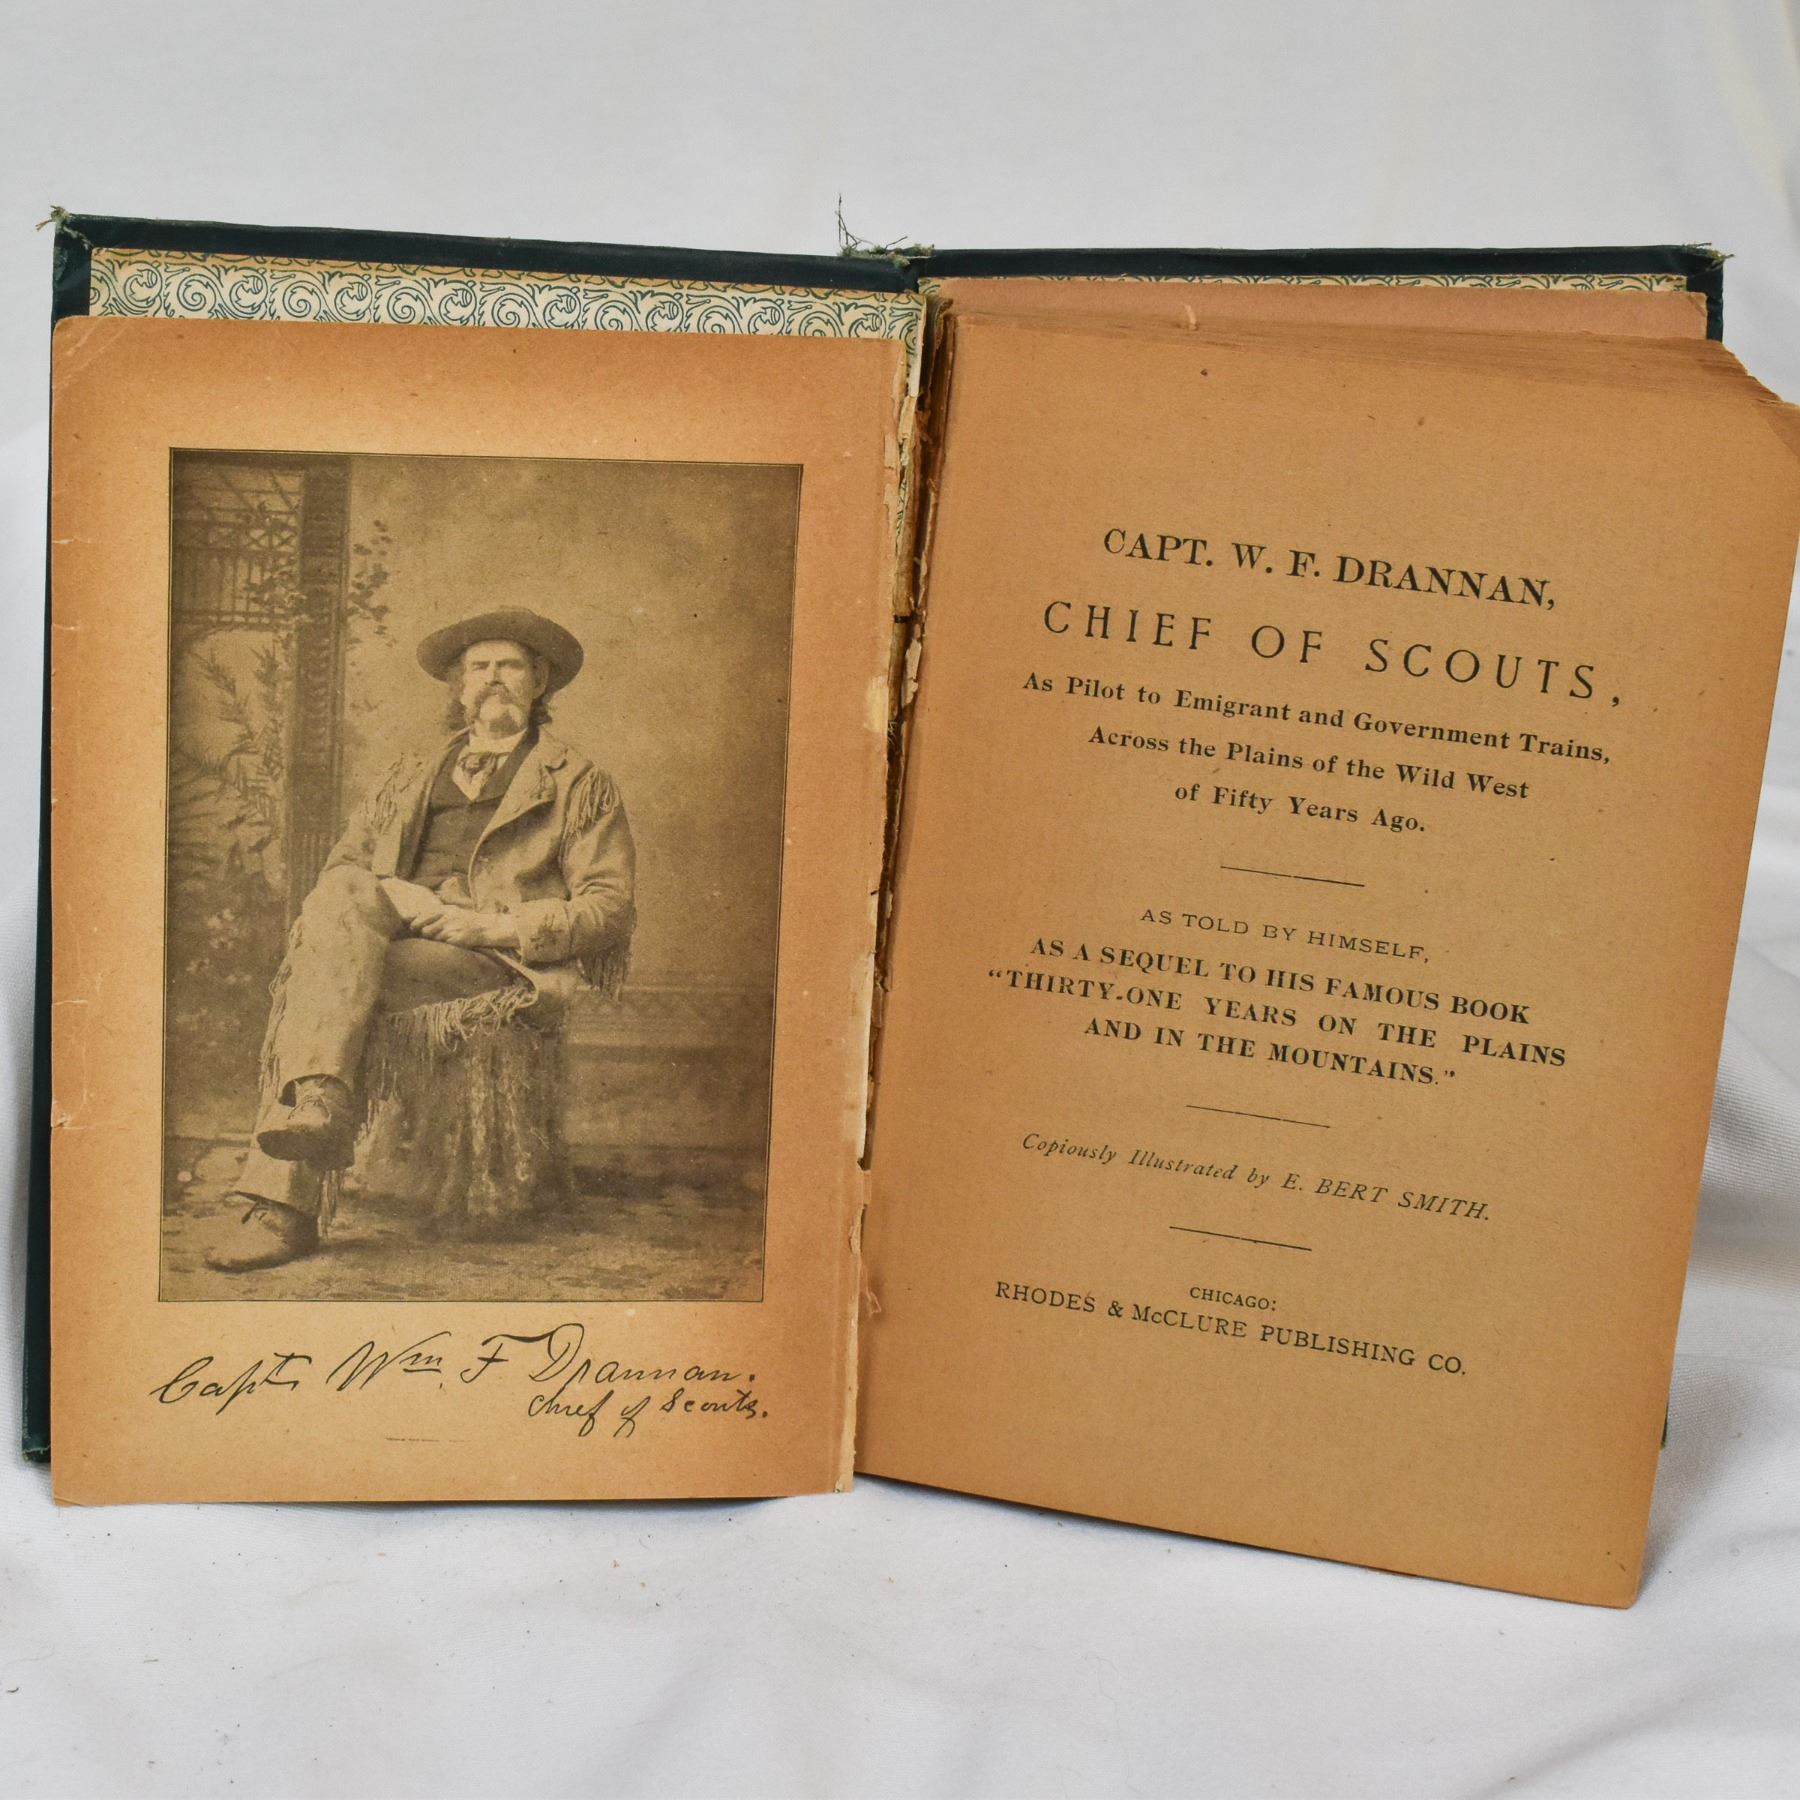 Capt. Wm. F Drannan.
Chief of Scouts.
CAPT. W. F. DRANNAN,
CHIEF OF SCOUTS,
As Pilot to Emigrant and Government Trains,
Across the Plains of the Wild West
of Fifty Years Ago.
AS TOLD BY HIMSELF,
AS A SEQUEL TO HIS FAMOUS BOOK
“THIRTY-ONE YEARS ON THE PLAINS
AND IN THE MOUNTAINS.”
Copiously Illustrated by E. BERT SMITH.
CHICAGO:
RHODES & McCLURE PUBLISHING CO.